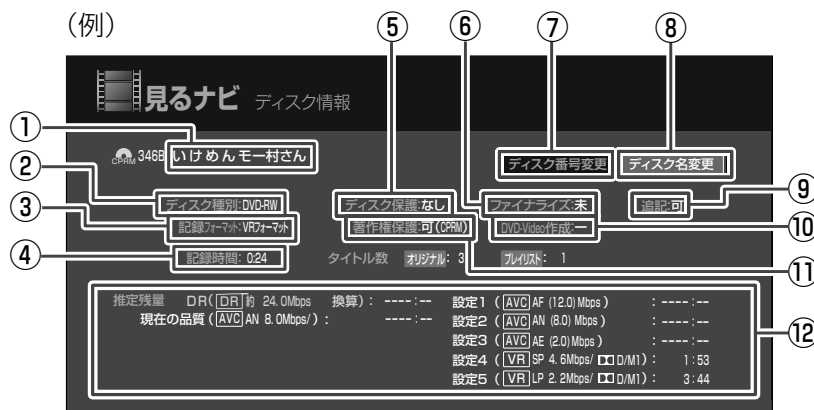 (例)
⑤ ⑥ ⑦ ⑧
見るナビ ディスク情報
①
CPRM 346B いけめんモー村さん ディスク番号変更 ディスク名変更
②
ディスク種別:DVD-RW ディスク保護:なし ファイナライズ:未 追記:可 ⑨
③
記録フォーマット:VRフォーマット 著作権保護:可(CPRM) DVD-Video作成:ー ⑩
④
記録時間: 0:24 タイトル数 オリジナル: 3 プレイリスト: 1 ⑪
推定残量 DR( DR 約 24.0Mbps 換算): ----:-- 設定1 ( AVC AF (12.0) Mbps ) : ----:--
現在の品質( AVC AN 8.0Mbps/ ): ----:-- 設定2 ( AVC AN (8.0) Mbps ) : ----:-- ⑫
設定3 ( AVC AE (2.0) Mbps ) : ----:--
設定4 ( VR SP 4.6Mbps/ D/M1 ): 1:53
設定5 ( VR LP 2.2Mbps/ D/M1 ): 3:44